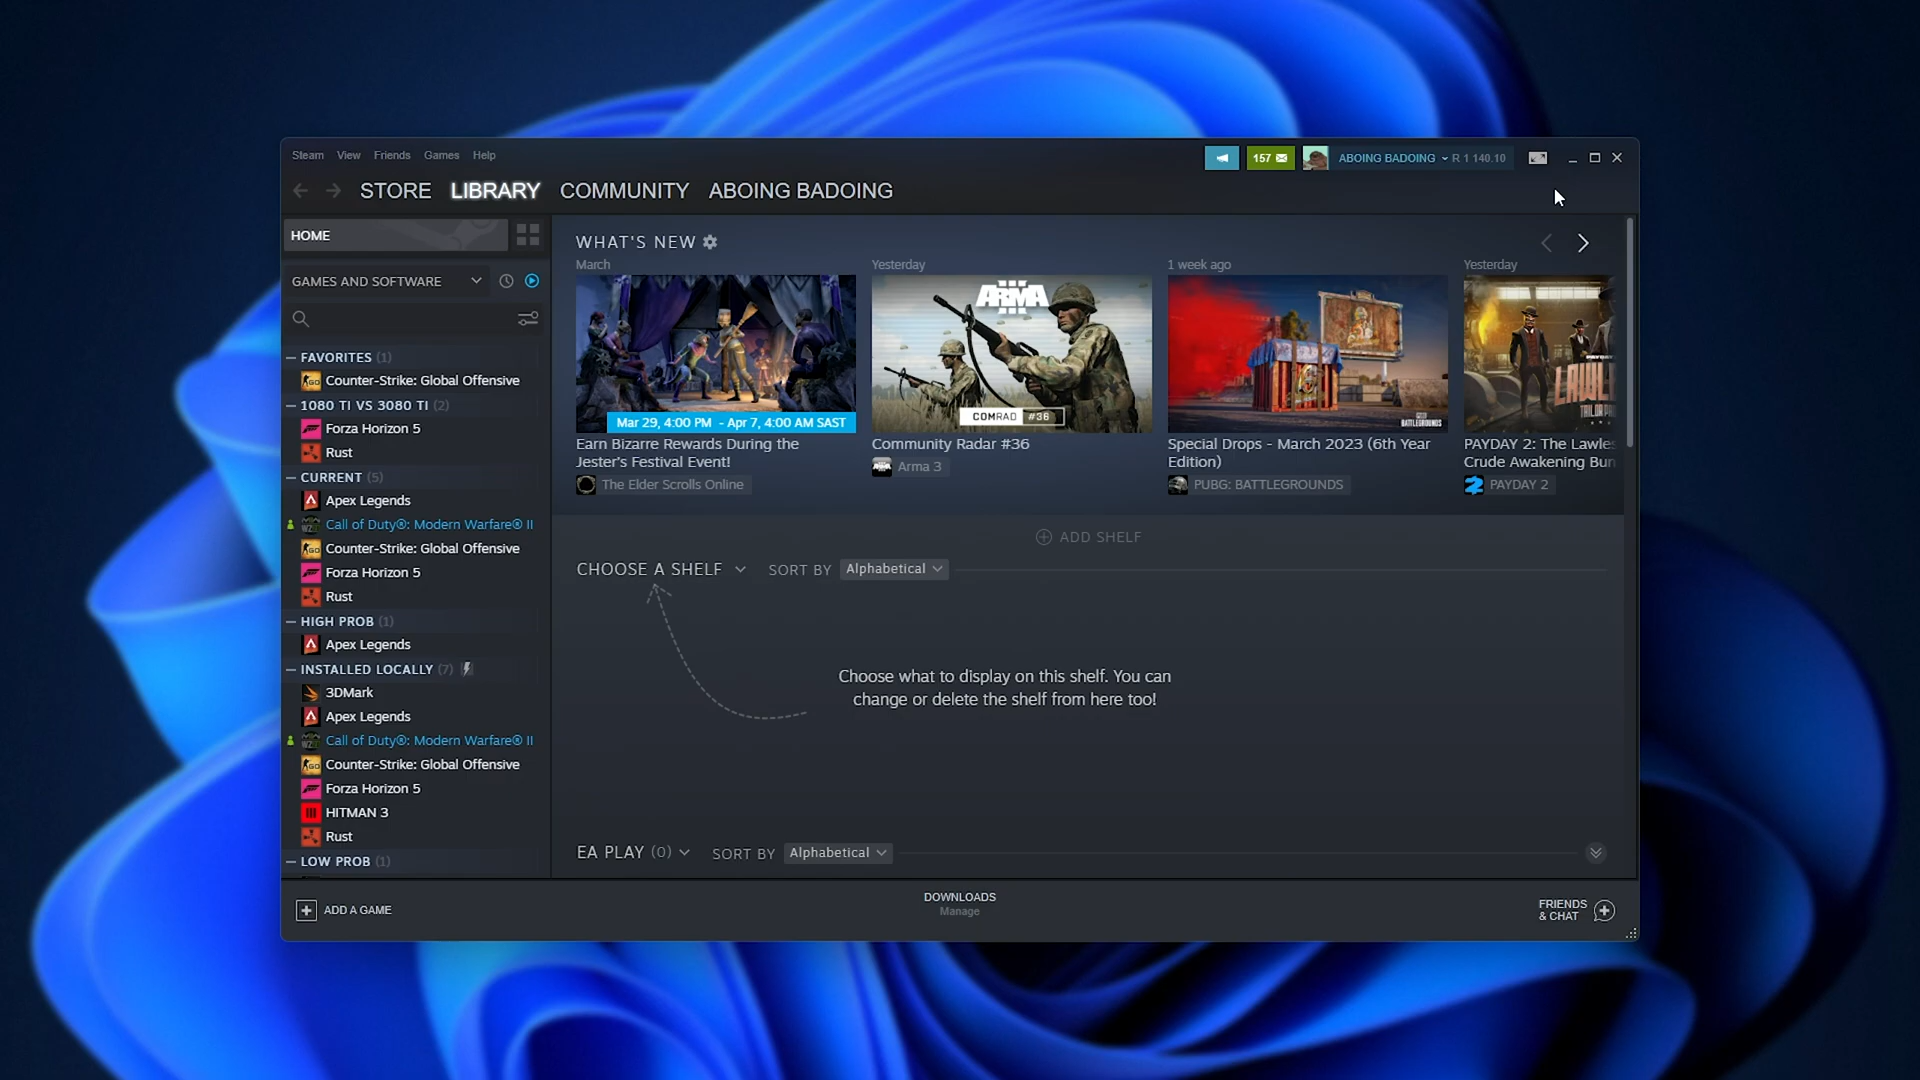 Steam View Friends Games Help
157
ABOING BADOING R 1 140.10
STORE LIBRARY COMMUNITY ABOING BADOING
HOME
GAMES AND SOFTWARE
FAVORITES (1)
Counter-Strike: Global Offensive
1080 TI VS 3080 TI (2)
Forza Horizon 5
Rust
CURRENT (5)
Apex Legends
Call of Duty®: Modern Warfare® II
Counter-Strike: Global Offensive
Forza Horizon 5
Rust
HIGH PROB (1)
Apex Legends
INSTALLED LOCALLY (7)
3DMark
Apex Legends
Call of Duty®: Modern Warfare® II
Counter-Strike: Global Offensive
Forza Horizon 5
HITMAN 3
Rust
LOW PROB (1)
WHAT'S NEW
March
Mar 29, 4:00 PM - Apr 7, 4:00 AM SAST
Earn Bizarre Rewards During the
Jester's Festival Event!
The Elder Scrolls Online
Yesterday
ARMA
COMRAD #36
Community Radar #36
Arma 3
1 week ago
BATTLEGROUNDS
Special Drops - March 2023 (6th Year
Edition)
PUBG: BATTLEGROUNDS
Yesterday
PAYDAY 2: The Lawles
Crude Awakening Bun
PAYDAY 2
ADD SHELF
CHOOSE A SHELF SORT BY Alphabetical
Choose what to display on this shelf. You can
change or delete the shelf from here too!
EA PLAY (0) SORT BY Alphabetical
ADD A GAME
DOWNLOADS
Manage
FRIENDS
& CHAT